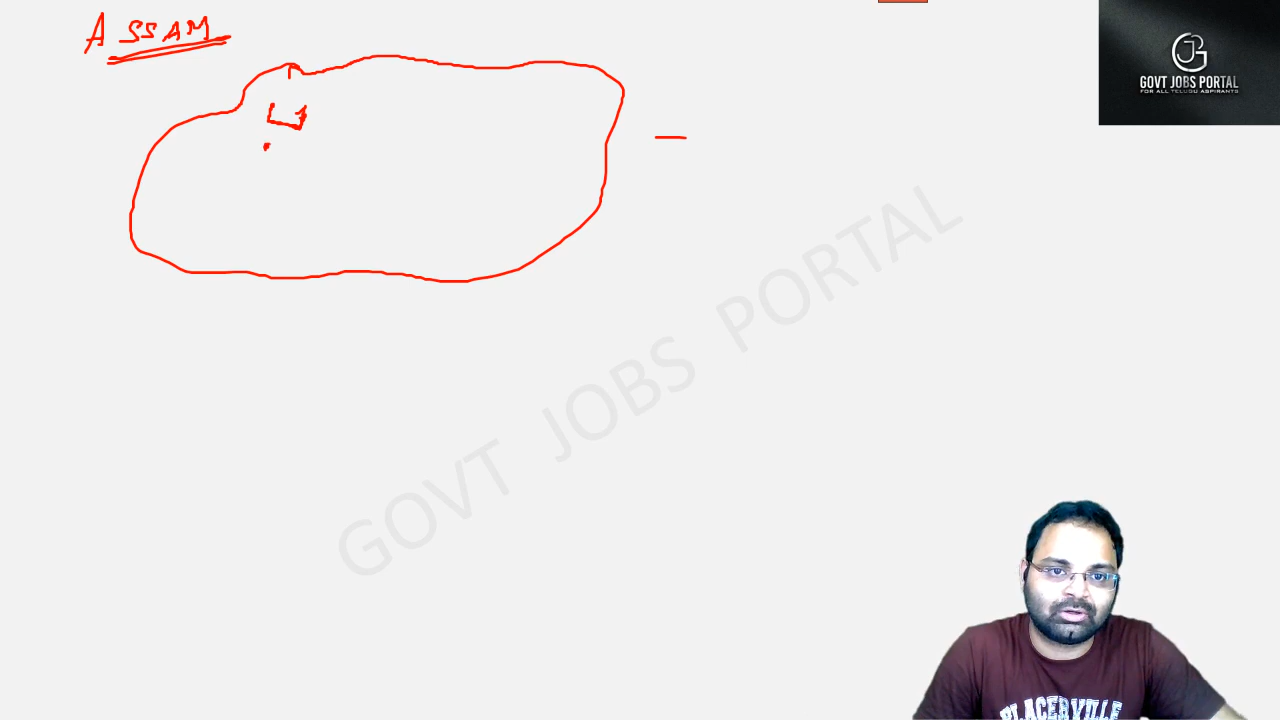 ASSAM
GOVT JOBS PORTAL
FOR ALL TELUGU ASPIRANTS
GOVT JOBS PORTAL
PLACERVILLE